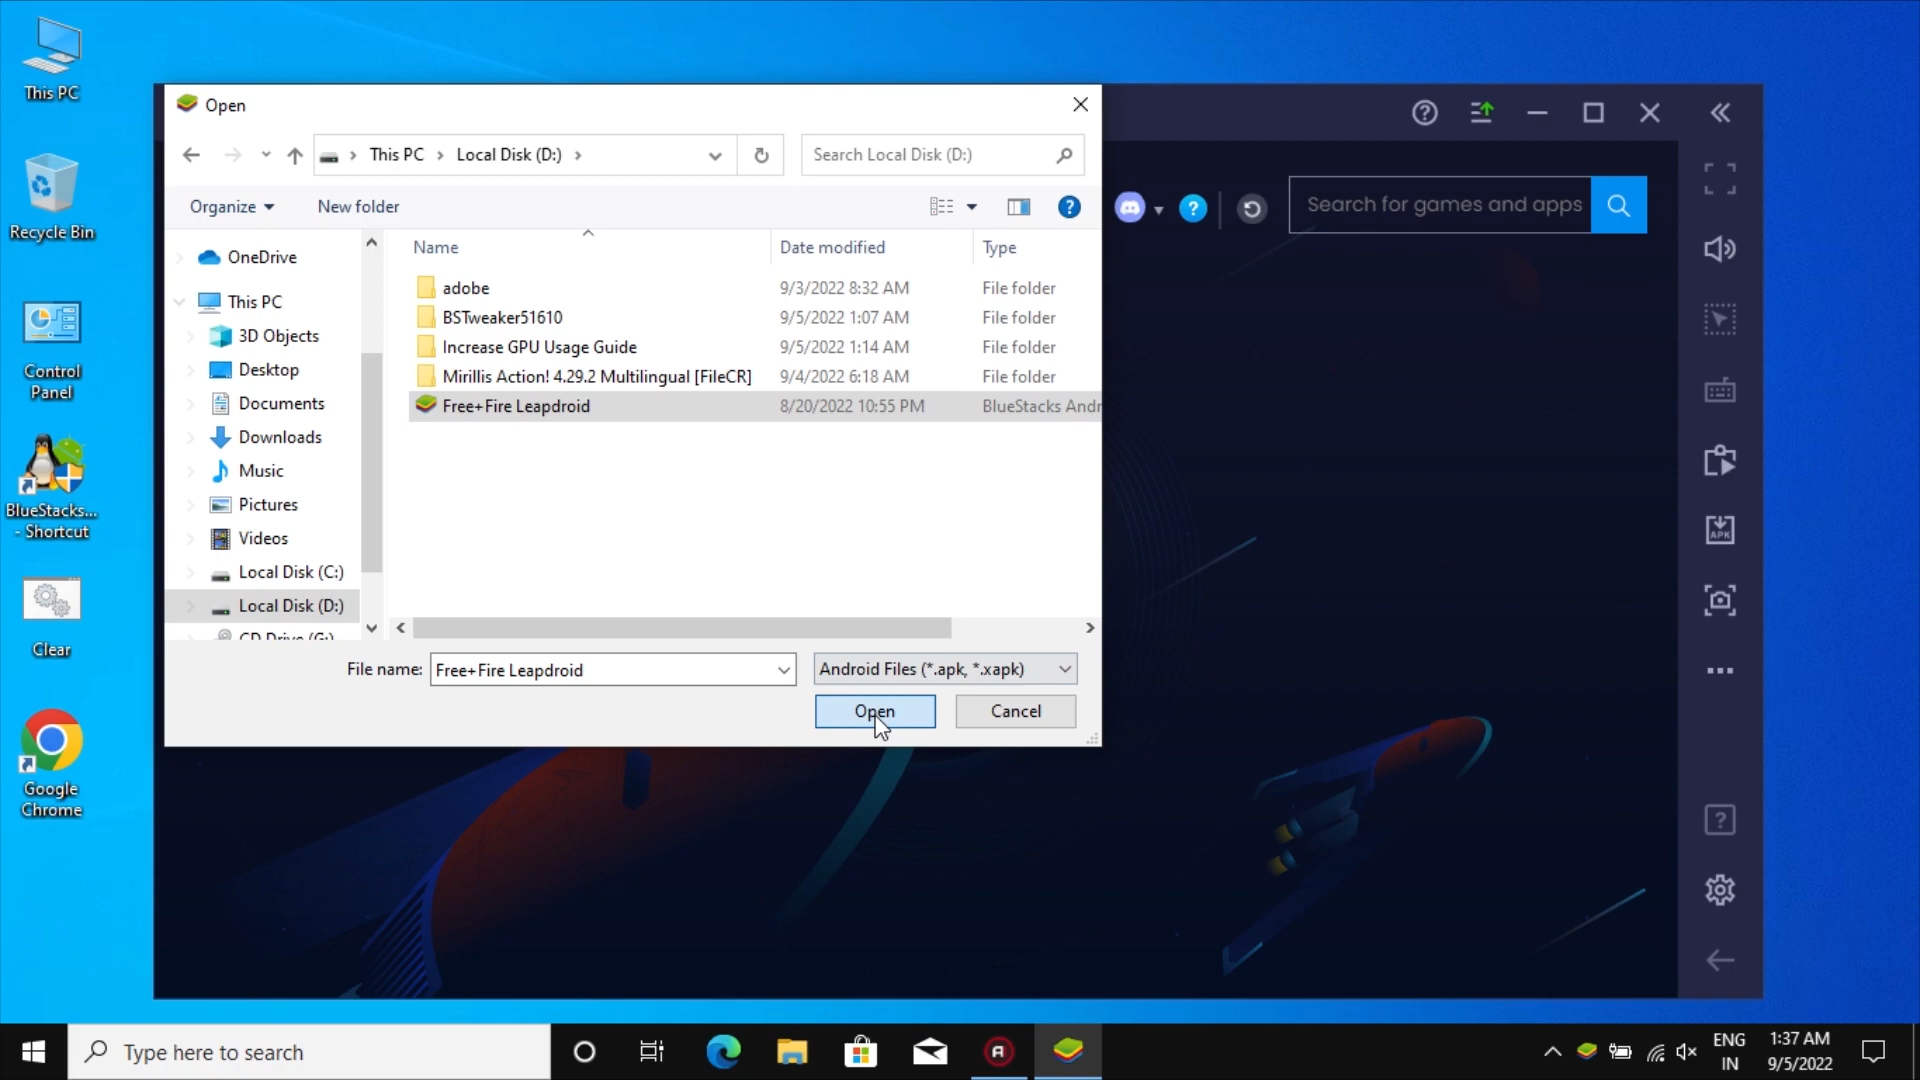 This PC
Recycle Bin
Control
Panel
BlueStacks...
- Shortcut
Clear
Google
Chrome
Open
This PC
Local Disk (D:)
Search Local Disk (D:)
Organize
New folder
OneDrive
This PC
3D Objects
Desktop
Documents
Downloads
Music
Pictures
Videos
Local Disk (C:)
Local Disk (D:)
CD Drive (G:)
Name Date modified Type
adobe 9/3/2022 8:32 AM File folder
BSTweaker51610 9/5/2022 1:07 AM File folder
Increase GPU Usage Guide 9/5/2022 1:14 AM File folder
Mirillis Action! 4.29.2 Multilingual [FileCR] 9/4/2022 6:18 AM File folder
Free+Fire Leapdroid 8/20/2022 10:55 PM BlueStacks Andr
File name: Free+Fire Leapdroid
Android Files (*.apk, *.xapk)
Open
Cancel
Search for games and apps
APK
Type here to search
ENG
IN
1:37 AM
9/5/2022